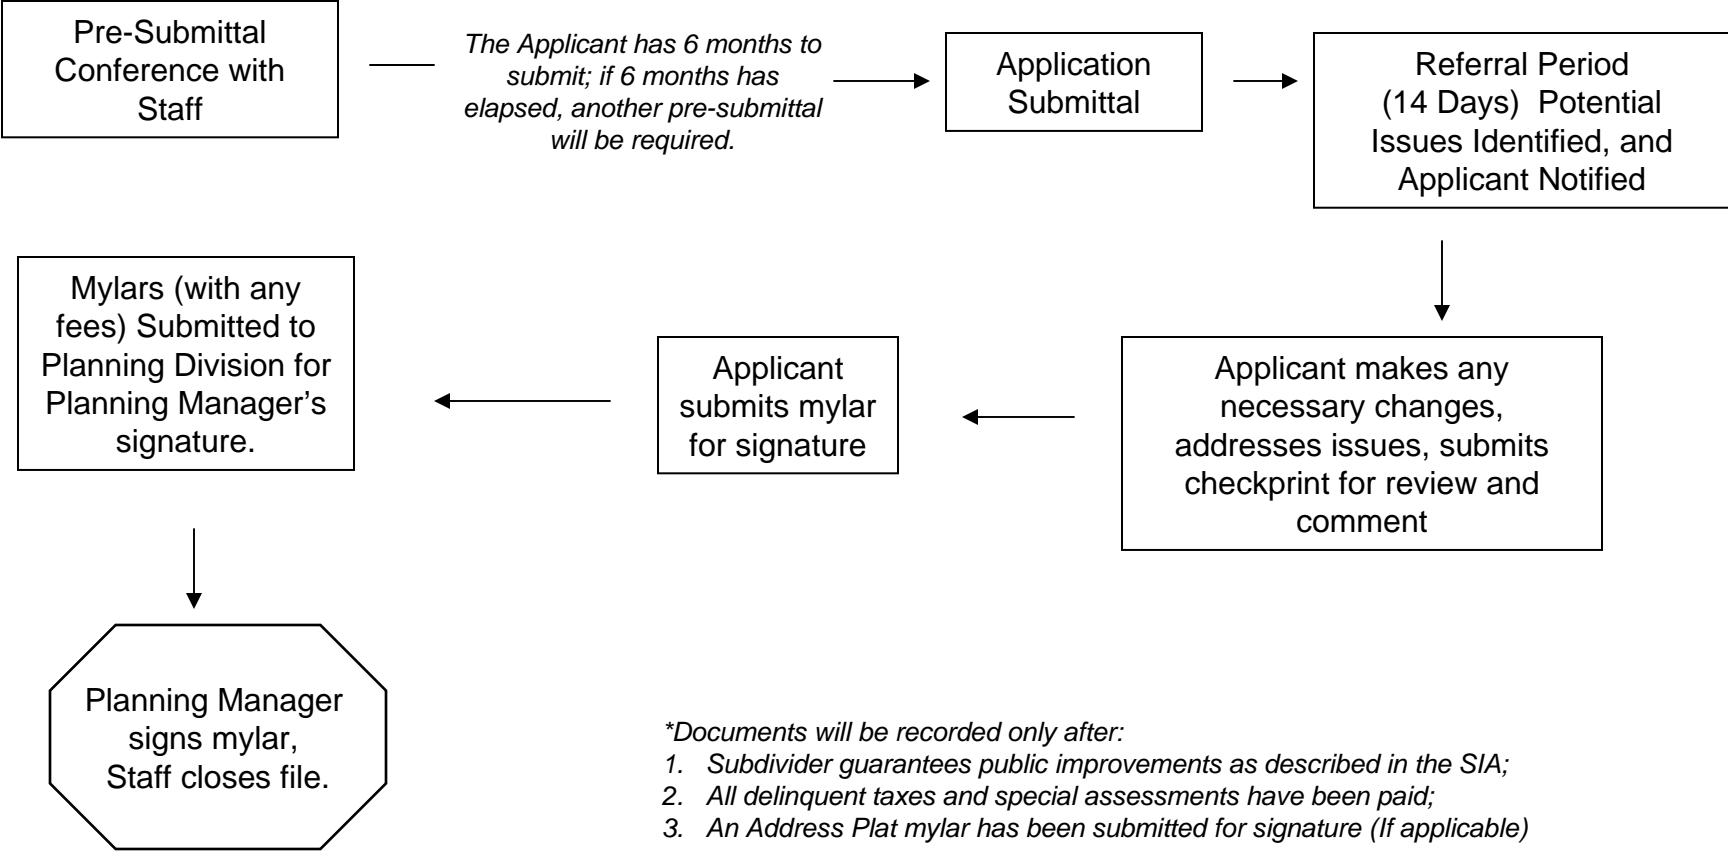 Pre-Submittal
Conference with
Staff
The Applicant has 6 months to
submit; if 6 months has
elapsed, another pre-submittal
will be required.
Application
Submittal
Referral Period
(14 Days)  Potential
Issues Identified, and
Applicant Notified
Applicant makes any
necessary changes,
addresses issues, submits
checkprint for review and
comment
Applicant
submits mylar
for signature
Mylars (with any
fees) Submitted to
Planning Division for
Planning Manager’s
signature.
Planning Manager
signs mylar,
Staff closes file.
*Documents will be recorded only after:
1. Subdivider guarantees public improvements as described in the SIA;
2. All delinquent taxes and special assessments have been paid;
3. An Address Plat mylar has been submitted for signature (If applicable)